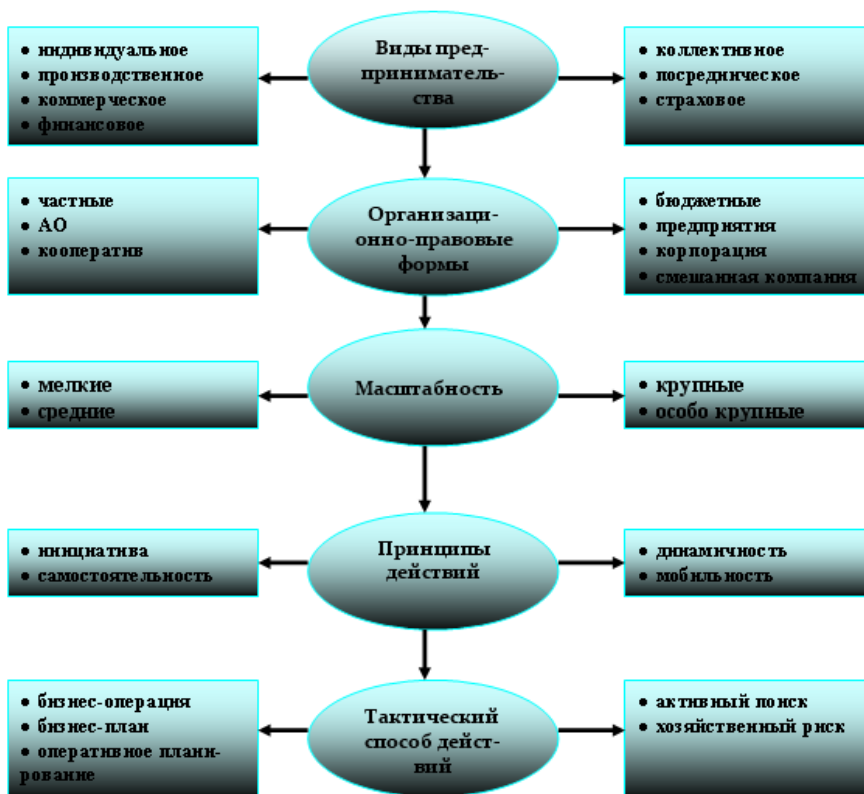 • индивидуальное
• производственное
• коммерческое
• финансовое
Виды пред-
приниматель-
ства
• коллективное
• посредническое
• страховое
• частные
• АО
• кооператив
Организаци-
онно-правовые
формы
• бюджетные
• предприятия
• корпорация
• смешанная компания
• мелкие
• средние
Масштабность
• крупные
• особо крупные
• инициатива
• самостоятельность
Принципы
действий
• динамичность
• мобильность
• бизнес-операция
• бизнес-план
• оперативное плани-
рование
Тактический
способ дейст-
вий
• активный поиск
• хозяйственный риск